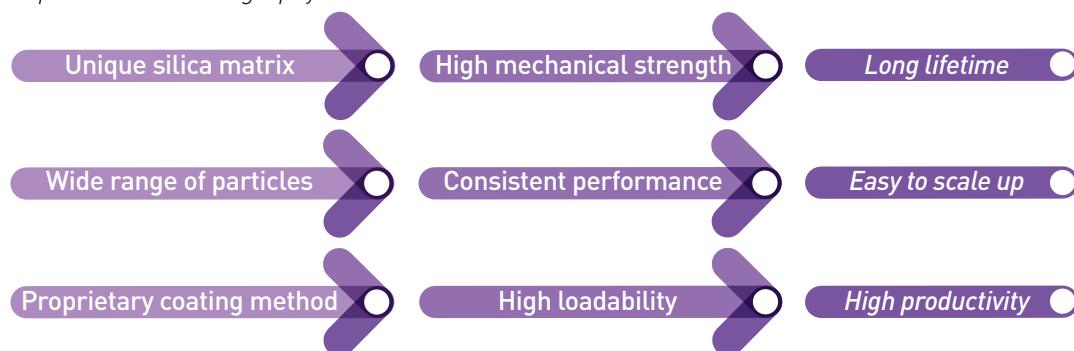 Unique silica matrix
High mechanical strength
Long lifetime
Wide range of particles
Consistent performance
Easy to scale up
Proprietary coating method
High loadability
High productivity